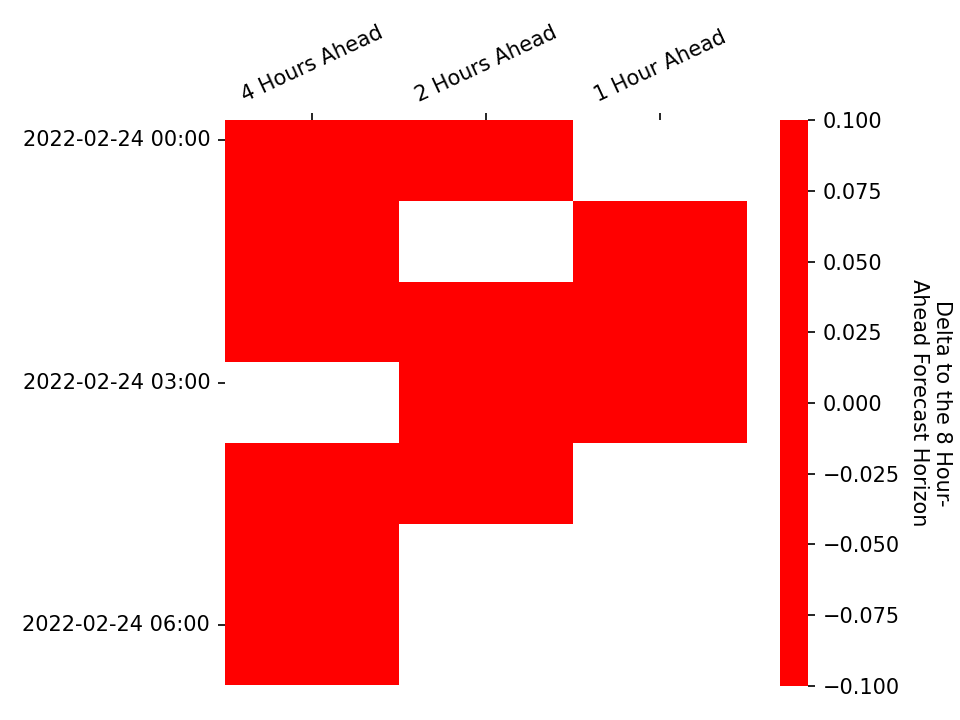 4 Hours Ahead
2 Hours Ahead
1 Hour Ahead
2022-02-24 00:00
2022-02-24 03:00
2022-02-24 06:00
0.100
0.075
0.050
0.025
0.000
−0.025
−0.050
−0.075
−0.100
Delta to the 8 Hour-
Ahead Forecast Horizon